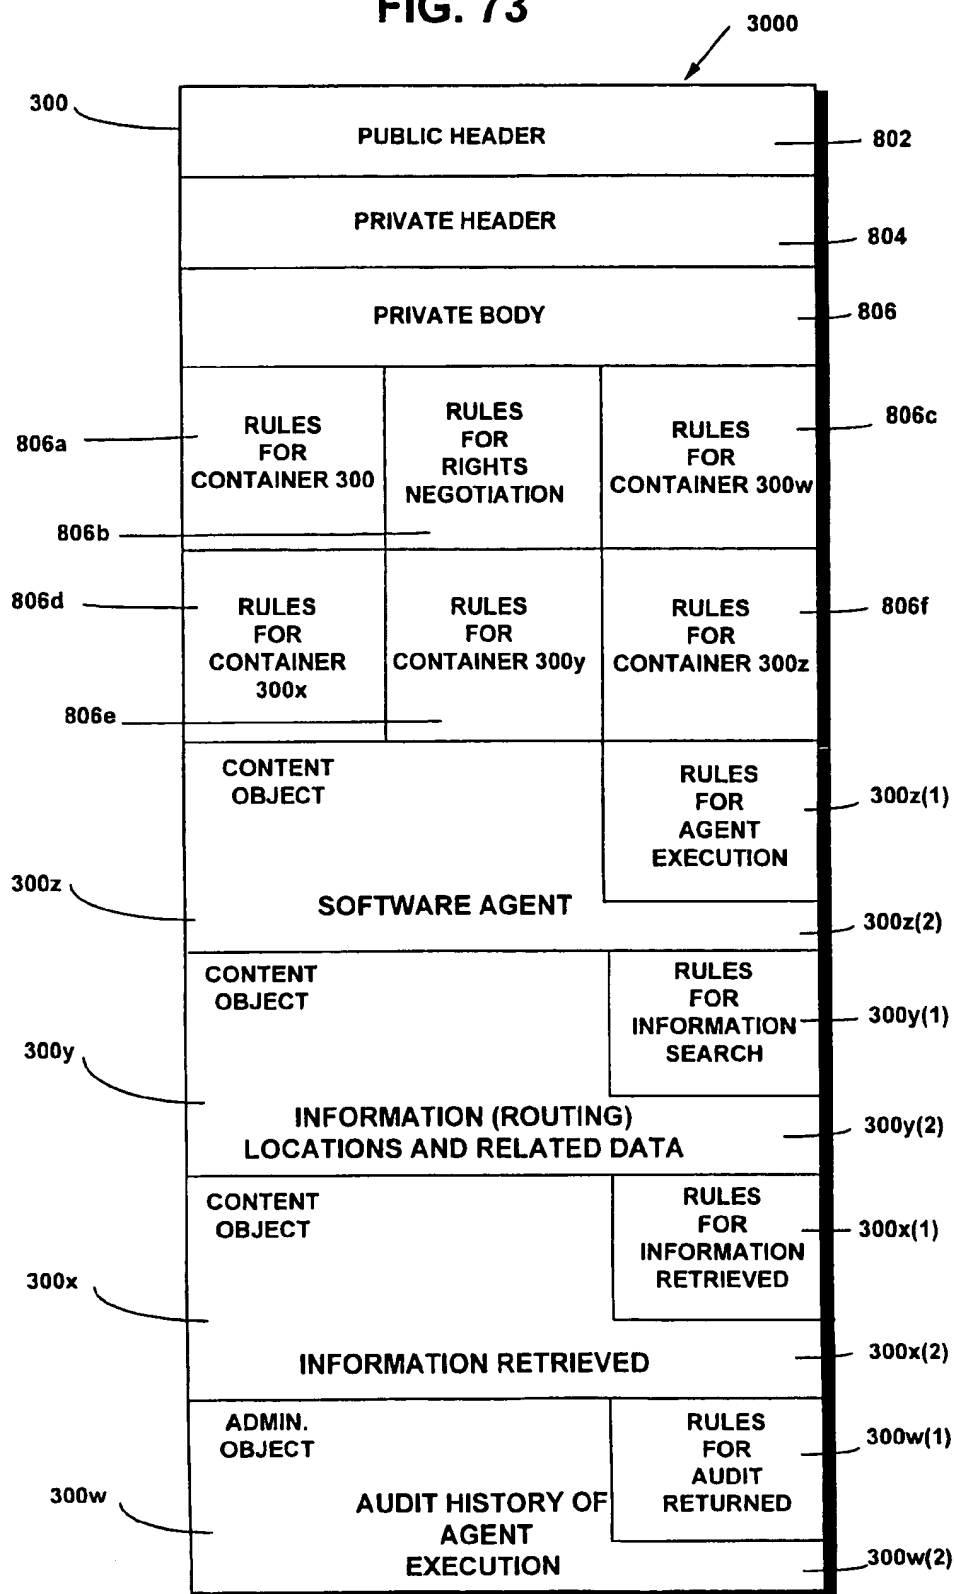 FIG. 73
3000
300
PUBLIC HEADER
802
PRIVATE HEADER
804
PRIVATE BODY
806
806a
RULES
FOR
CONTAINER 300
RULES
FOR
RIGHTS
NEGOTIATION
806b
RULES
FOR
CONTAINER 300w
806c
806d
RULES
FOR
CONTAINER
300x
RULES
FOR
CONTAINER 300y
806e
RULES
FOR
CONTAINER 300z
806f
CONTENT
OBJECT
RULES
FOR
AGENT
EXECUTION
300z(1)
300z
SOFTWARE AGENT
300z(2)
CONTENT
OBJECT
RULES
FOR
INFORMATION
SEARCH
300y(1)
300y
INFORMATION (ROUTING)
LOCATIONS AND RELATED DATA
300y(2)
CONTENT
OBJECT
RULES
FOR
INFORMATION
RETRIEVED
300x(1)
300x
INFORMATION RETRIEVED
300x(2)
ADMIN.
OBJECT
RULES
FOR
AUDIT
RETURNED
300w(1)
300w
AUDIT HISTORY OF
AGENT
EXECUTION
300w(2)